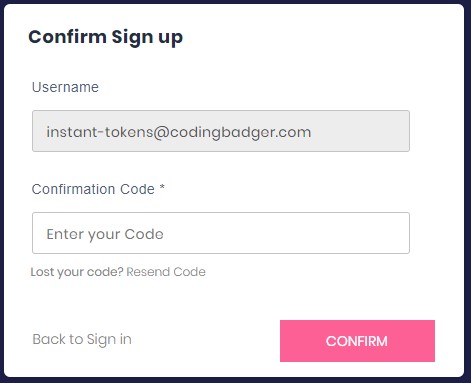 Confirm Sign up
Username
instant-tokens@codingbadger.com
Confirmation Code *
Enter your Code
Lost your code? Resend Code
Back to Sign in
CONFIRM